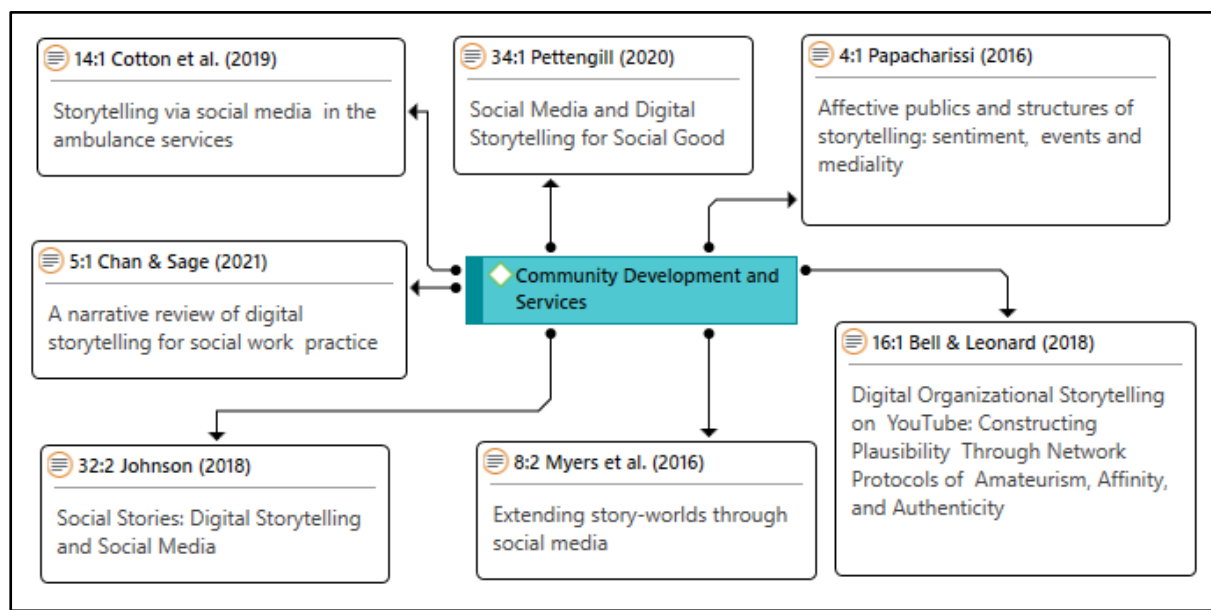 14:1 Cotton et al. (2019)
Storytelling via social media in the
ambulance services
34:1 Pettengill (2020)
Social Media and Digital
Storytelling for Social Good
4:1 Papacharissi (2016)
Affective publics and structures of
storytelling: sentiment, events and
mediality
5:1 Chan & Sage (2021)
A narrative review of digital
storytelling for social work practice
Community Development and
Services
16:1 Bell & Leonard (2018)
Digital Organizational Storytelling
on YouTube: Constructing
Plausibility Through Network
Protocols of Amateurism, Affinity,
and Authenticity
32:2 Johnson (2018)
Social Stories: Digital Storytelling
and Social Media
8:2 Myers et al. (2016)
Extending story-worlds through
social media